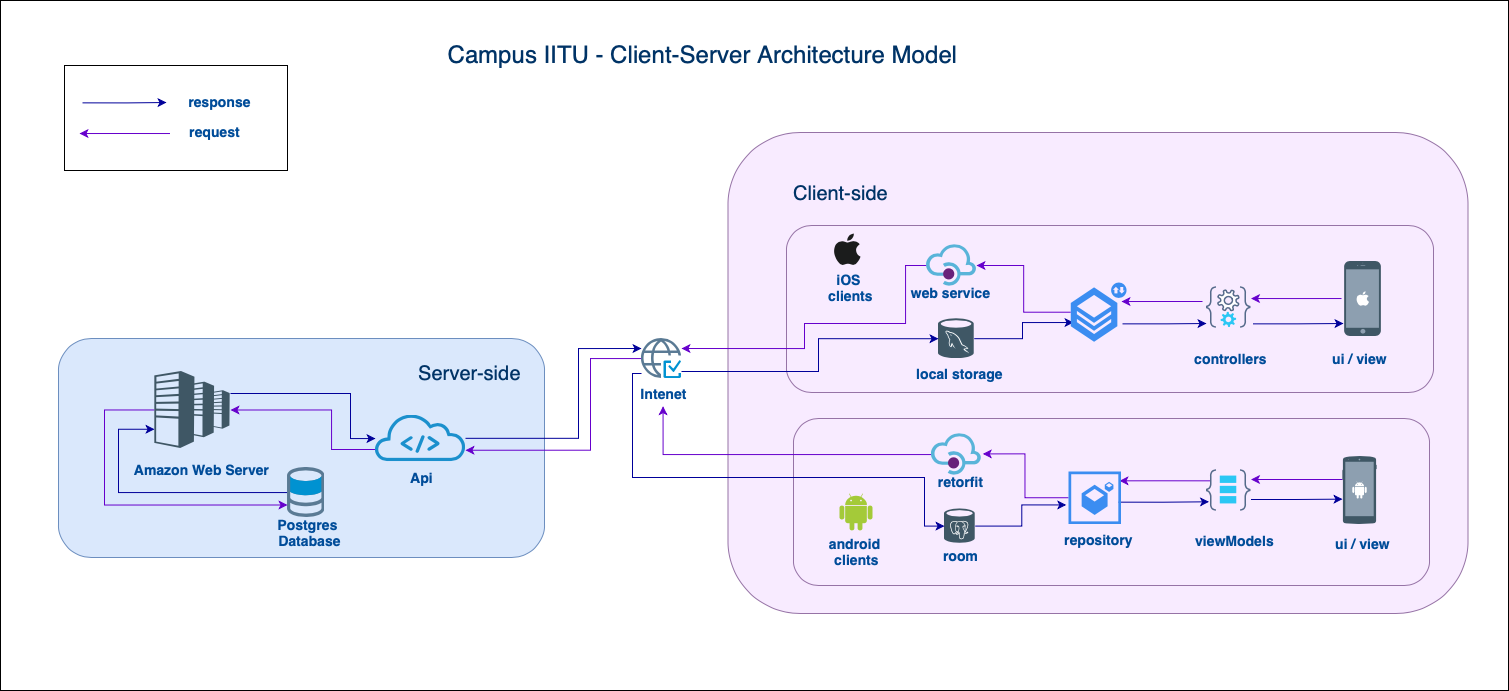 Campus IITU - Client-Server Architecture Model
response
request
Client-side
iOS
clients
web service
local storage
controllers
ui / view
Server-side
Amazon Web Server
Api
Postgres
Database
Intenet
retorfit
android
clients
room
repository
viewModels
ui / view